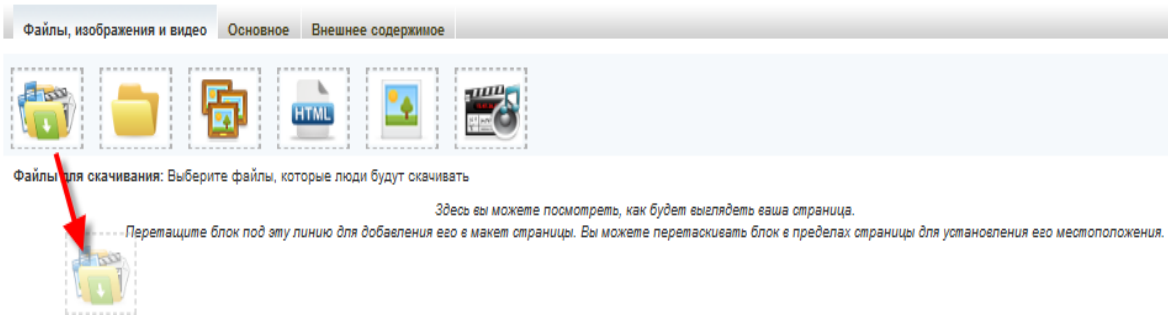 Файлы, изображения и видео Основное Внешнее содержимое
HTML
Файлы для скачивания: Выберите файлы, которые люди будут скачивать
Здесь вы можете посмотреть, как будет выглядеть ваша страница.
Перетащите блок под эту линию для добавления его в макет страницы. Вы можете перетаскивать блок в пределах страницы для установления его местоположения.